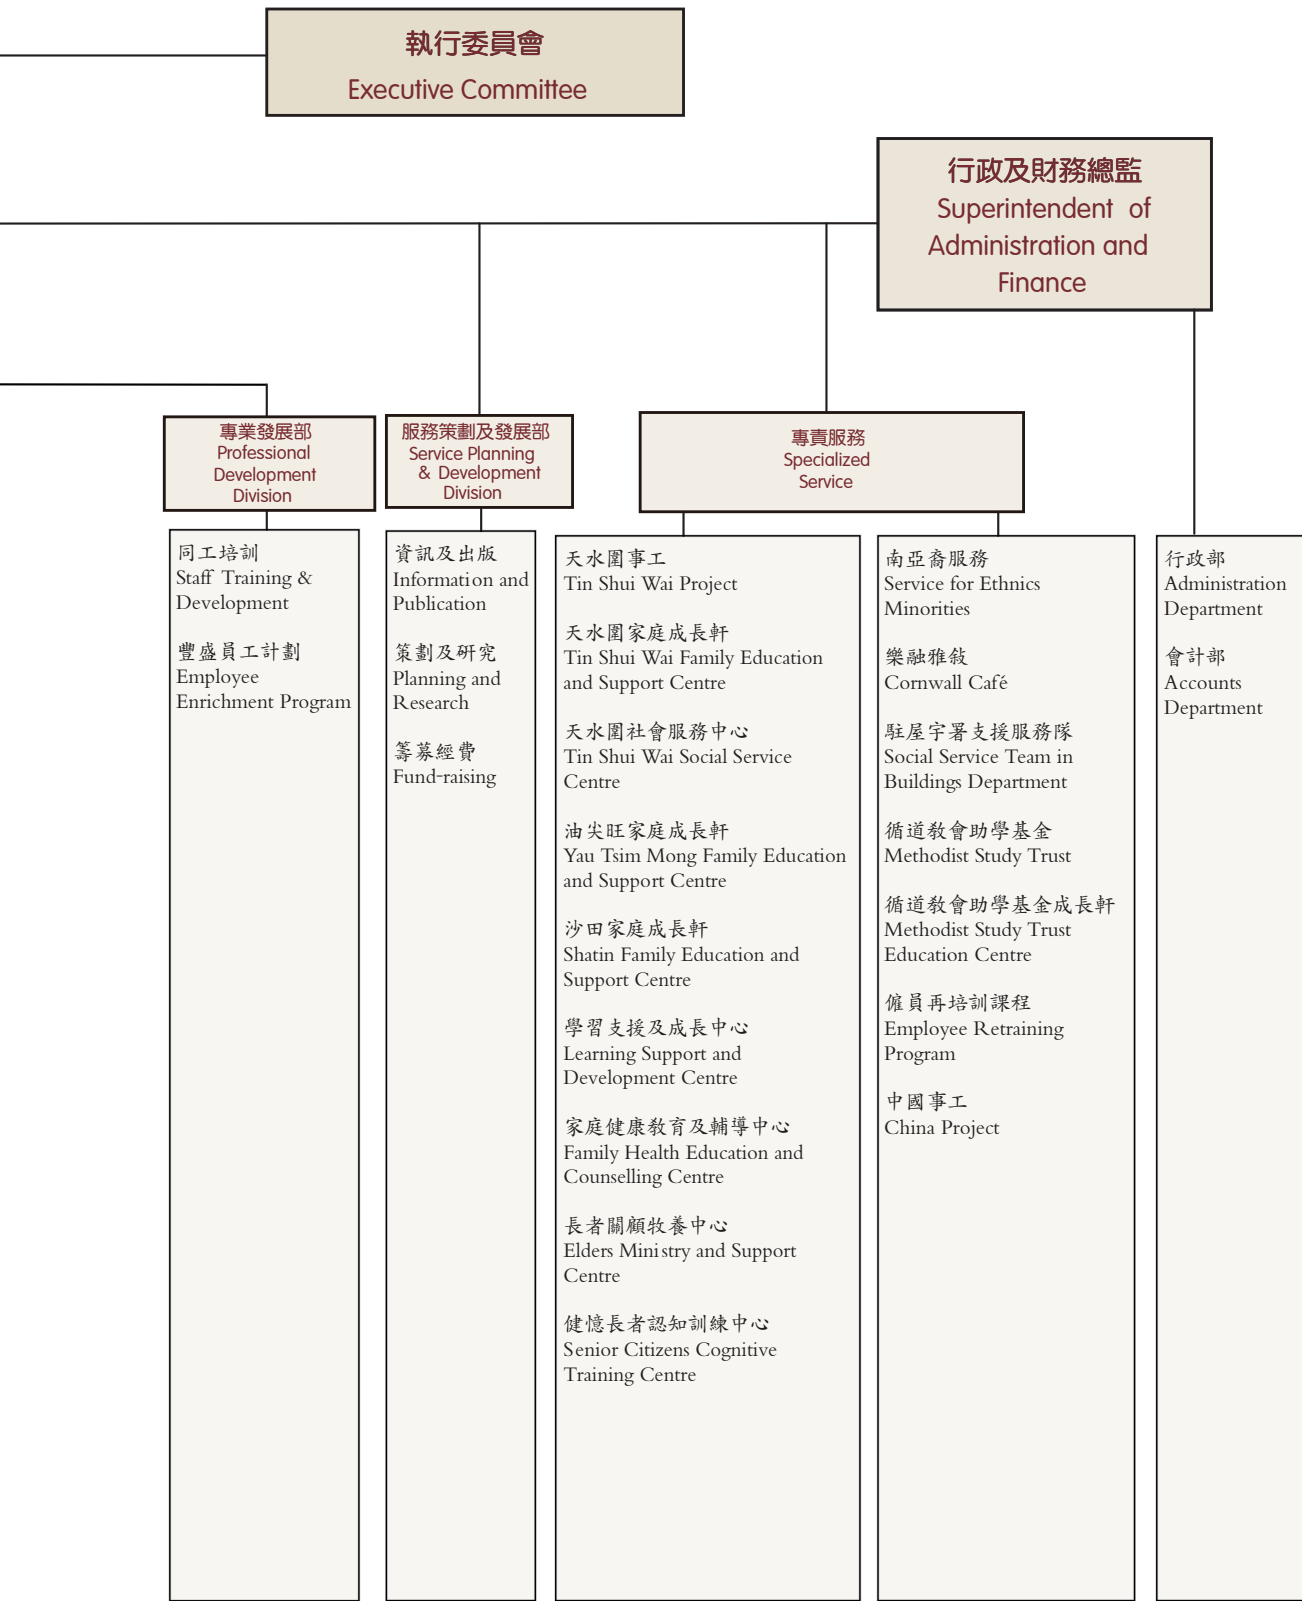 執行委員會
Executive Committee
行政及財務總監
Superintendent of
Administration and
Finance
專業發展部
Professional
Development
Division
服務策劃及發展部
Service Planning
& Development
Division
專責服務
Specialized
Service
同工培訓
Staff Training &
Development
豐盛員工計劃
Employee
Enrichment Program
資訊及出版
Information and
Publication
策劃及研究
Planning and
Research
籌募經費
Fund-raising
天水圍事工
Tin Shui Wai Project
天水圍家庭成長軒
Tin Shui Wai Family Education
and Support Centre
天水圍社會服務中心
Tin Shui Wai Social Service
Centre
油尖旺家庭成長軒
Yau Tsim Mong Family Education
and Support Centre
沙田家庭成長軒
Shatin Family Education and
Support Centre
學習支援及成長中心
Learning Support and
Development Centre
家庭健康教育及輔導中心
Family Health Education and
Counselling Centre
長者關顧牧養中心
Elders Ministry and Support
Centre
健憶長者認知訓練中心
Senior Citizens Cognitive
Training Centre
南亞裔服務
Service for Ethnics
Minorities
樂融雅敍
Cornwall Café
駐屋宇署支援服務隊
Social Service Team in
Buildings Department
循道教會助學基金
Methodist Study Trust
循道教會助學基金成長軒
Methodist Study Trust
Education Centre
僱員再培訓課程
Employee Retraining
Program
中國事工
China Project
行政部
Administration
Department
會計部
Accounts
Department